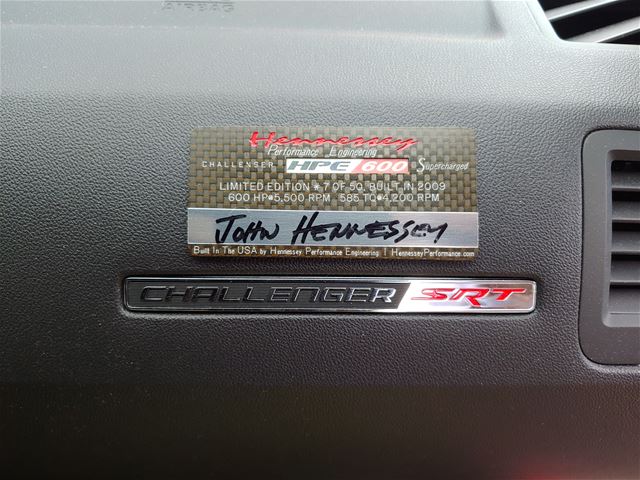 AIRBAG
Hennessey
Performance Engineering
CHALLENGER HPE 600 Supercharged
LIMITED EDITION * 7 OF 50, BUILT IN 2009
600 HP•5,500 RPM 585 TQ•4,200 RPM
JOHN HENNESSEY
Built In The USA by Hennessey Performance Engineering | HennesseyPerformance.com
CHALLENGER SRT